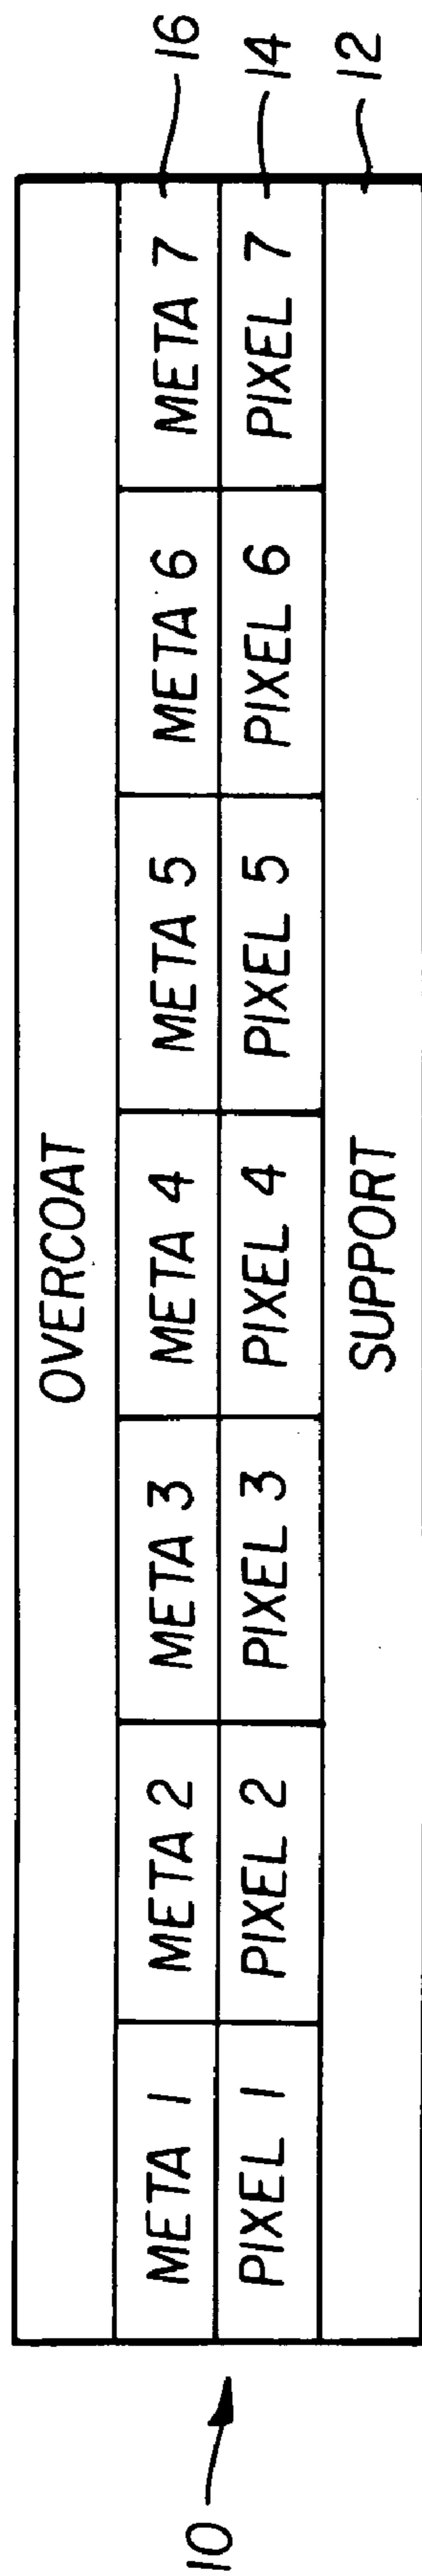 OVERCOAT
META 1 META 2 META 3 META 4 META 5 META 6 META 7 16
PIXEL 1 PIXEL 2 PIXEL 3 PIXEL 4 PIXEL 5 PIXEL 6 PIXEL 7 14
SUPPORT 12
10